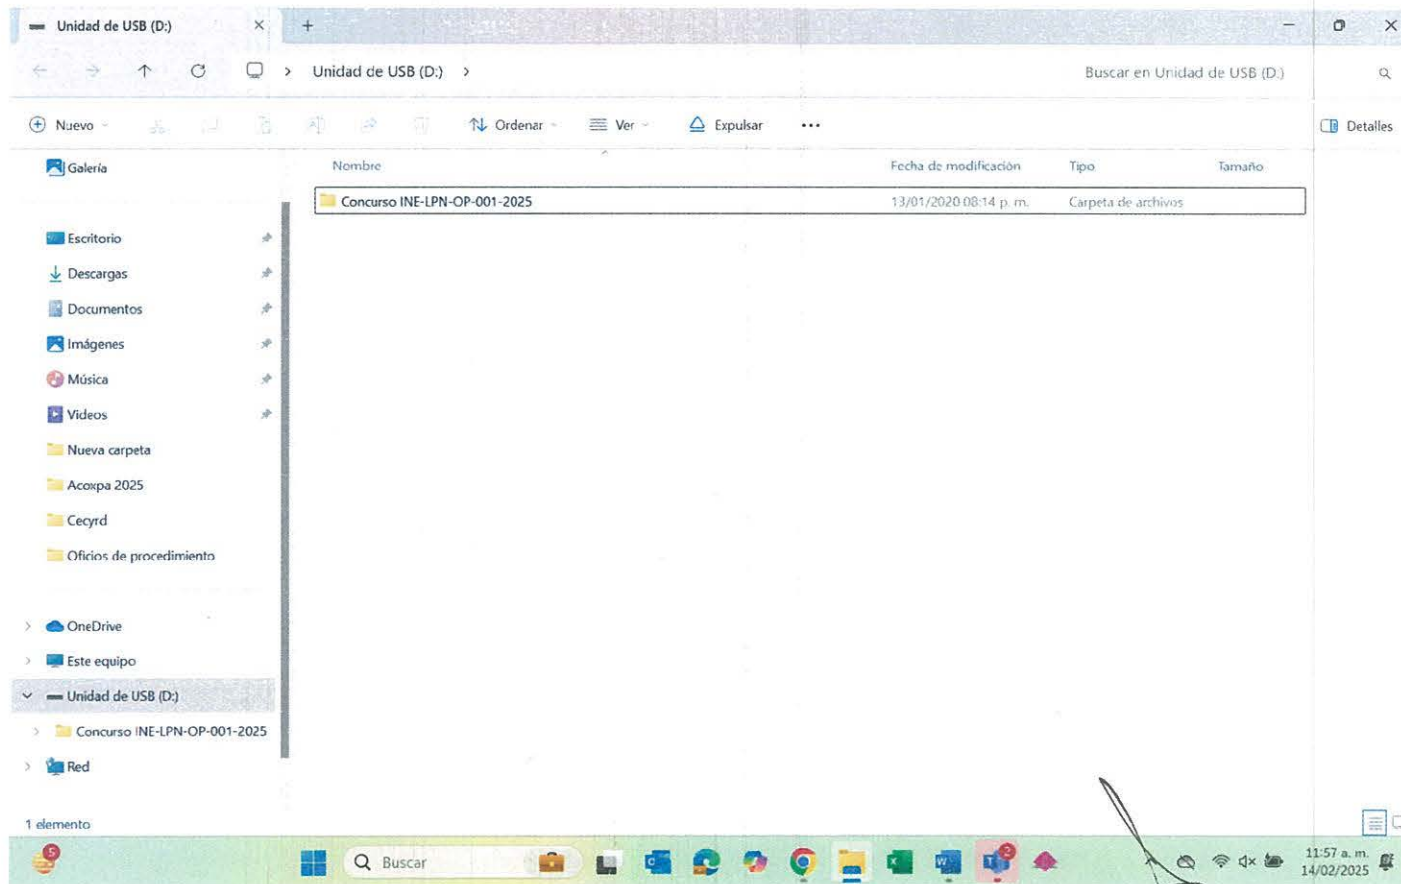 Unidad de USB (D:)
Unidad de USB (D:)
Buscar en Unidad de USB (D:)
Nuevo
Ordenar
Ver
Expulsar
Detalles
Galería
Nombre
Fecha de modificación
Tipo
Tamaño
Concurso INE-LPN-OP-001-2025
13/01/2020 08:14 p. m.
Carpeta de archivos
Escritorio
Descargas
Documentos
Imágenes
Música
Videos
Nueva carpeta
Acoxpa 2025
Cecyrd
Oficios de procedimiento
OneDrive
Este equipo
Unidad de USB (D:)
Concurso INE-LPN-OP-001-2025
Red
1 elemento
5
Buscar
2
11:57 a. m.
14/02/2025